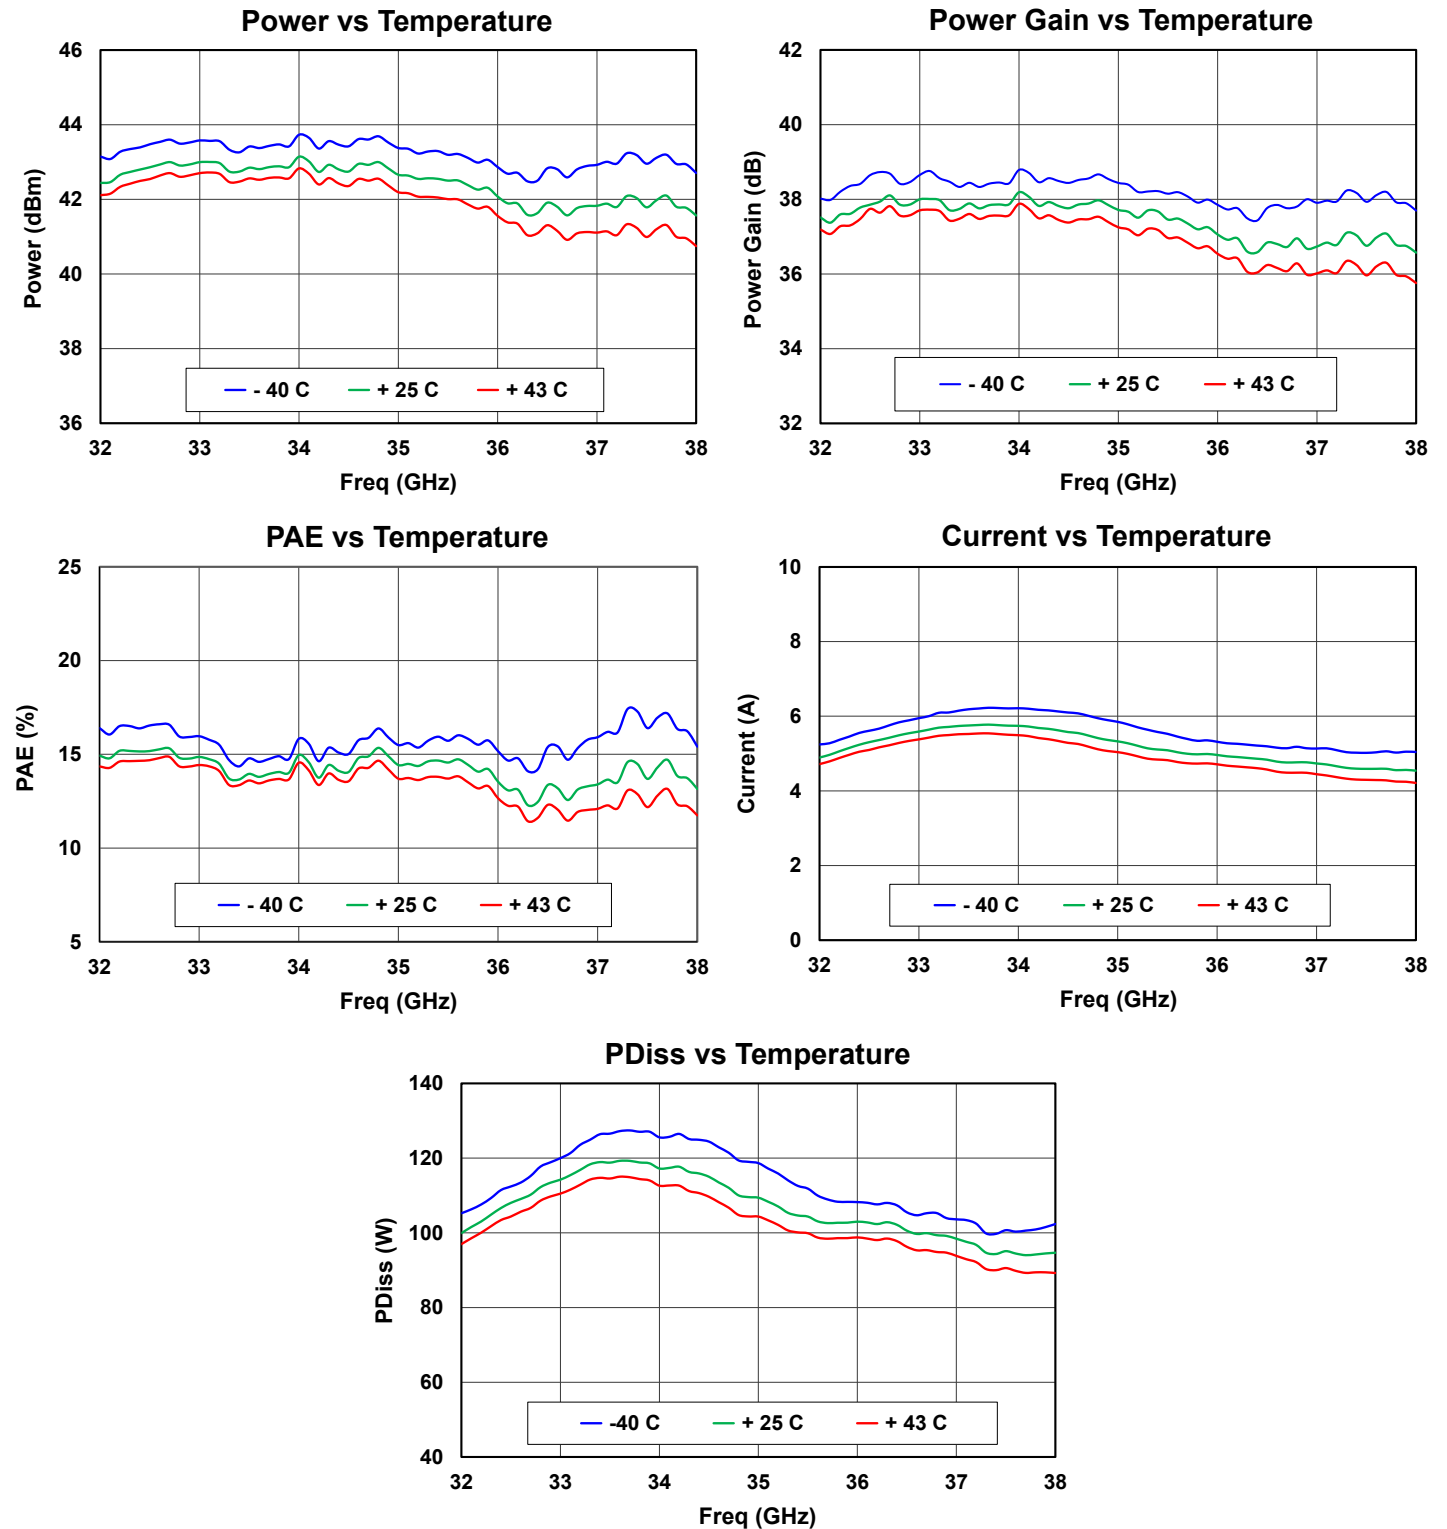 Power vs Temperature
46
44
42
40
38
36
Power (dBm)
- 40 C + 25 C + 43 C
32 33 34 35 36 37 38
Freq (GHz)
Power Gain vs Temperature
42
40
38
36
34
32
Power Gain (dB)
- 40 C + 25 C + 43 C
32 33 34 35 36 37 38
Freq (GHz)
PAE vs Temperature
25
20
15
10
5
PAE (%)
- 40 C + 25 C + 43 C
32 33 34 35 36 37 38
Freq (GHz)
Current vs Temperature
10
8
6
4
2
0
Current (A)
- 40 C + 25 C + 43 C
32 33 34 35 36 37 38
Freq (GHz)
PDiss vs Temperature
140
120
100
80
60
40
PDiss (W)
-40 C + 25 C + 43 C
32 33 34 35 36 37 38
Freq (GHz)